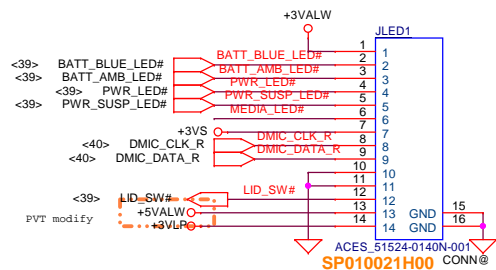 +3VALW
JLED1
1 1
BATT_BLUE_LED#
<39> BATT_BLUE_LED# 2 2
BATT_AMB_LED#
<39> BATT_AMB_LED# 3 3
PWR_LED#
<39> PWR_LED# 4 4
PWR_SUSP_LED#
<39> PWR_SUSP_LED# 5 5
MEDIA_LED# 6 6
+3VS 7 7
DMIC_CLK_R
<40> DMIC_CLK_R 8 8
DMIC_DATA_R
<40> DMIC_DATA_R 9 9
10 10
11 11
<39> LID_SW# LID_SW# 12 12
+5VALW 13 13 GND 15
PVT modify +3VLP 14 14 GND 16
ACES_51524-0140N-001
SP010021H00 CONN@